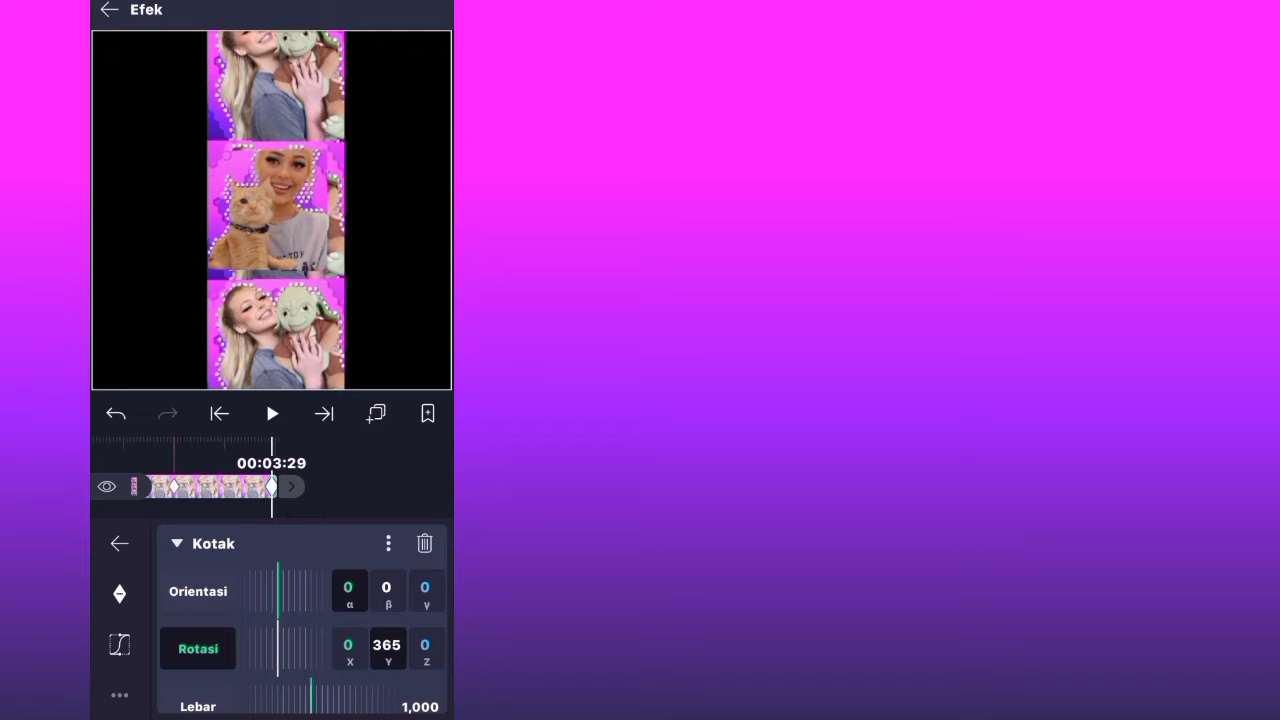 Efek
00:03:29
Kotak
Orientasi 0 0 0
α β γ
Rotasi 0 365 0
X Y Z
Lebar 1,000